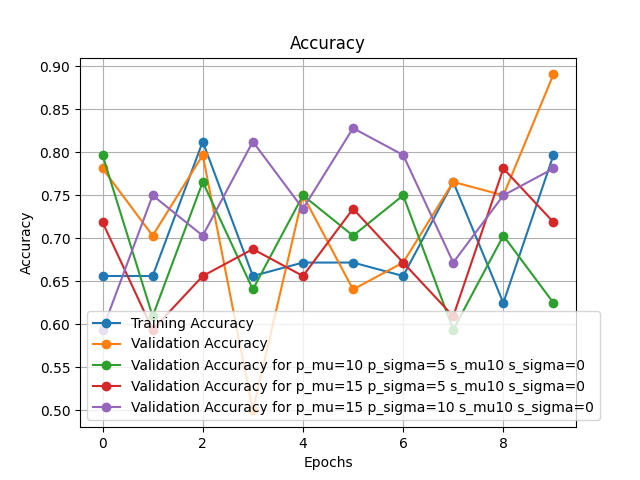 Accuracy
0.90
0.85
0.80
0.75
0.70
0.65
0.60
0.55
0.50
Accuracy
Training Accuracy
Validation Accuracy
Validation Accuracy for p_mu=10 p_sigma=5 s_mu10 s_sigma=0
Validation Accuracy for p_mu=15 p_sigma=5 s_mu10 s_sigma=0
Validation Accuracy for p_mu=15 p_sigma=10 s_mu10 s_sigma=0
0 2 4 6 8
Epochs